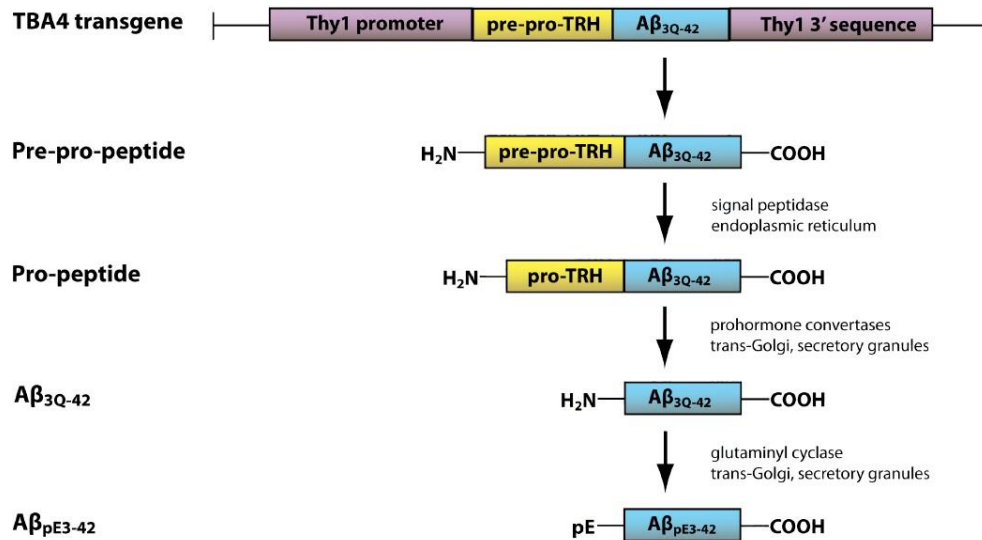 TBA4 transgene Thy1 promoter pre-pro-TRH Aβ3Q-42 Thy1 3′ sequence
Pre-pro-peptide H2N pre-pro-TRH Aβ3Q-42 COOH
signal peptidase
endoplasmic reticulum
Pro-peptide H2N pro-TRH Aβ3Q-42 COOH
prohormone convertases
trans-Golgi, secretory granules
Aβ3Q-42 H2N Aβ3Q-42 COOH
glutaminyl cyclase
trans-Golgi, secretory granules
AβpE3-42 pE AβpE3-42 COOH